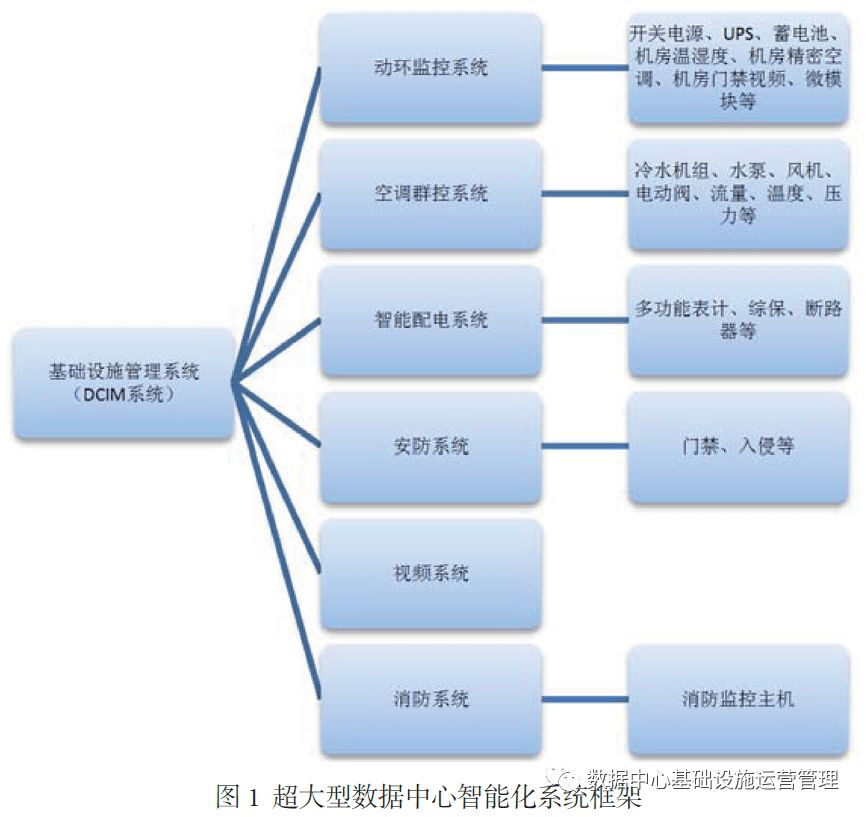 动环监控系统
开关电源、UPS、蓄电池、
机房温湿度、机房精密空
调、机房门禁视频、微模
块等
空调群控系统
冷水机组、水泵、风机、
电动阀、流量、温度、压
力等
智能配电系统
多功能表计、综保、断路
器等
基础设施管理系统
（DCIM系统）
安防系统
门禁、入侵等
视频系统
消防系统
消防监控主机
数据中心基础设施运营管理
图 1 超大型数据中心智能化系统框架